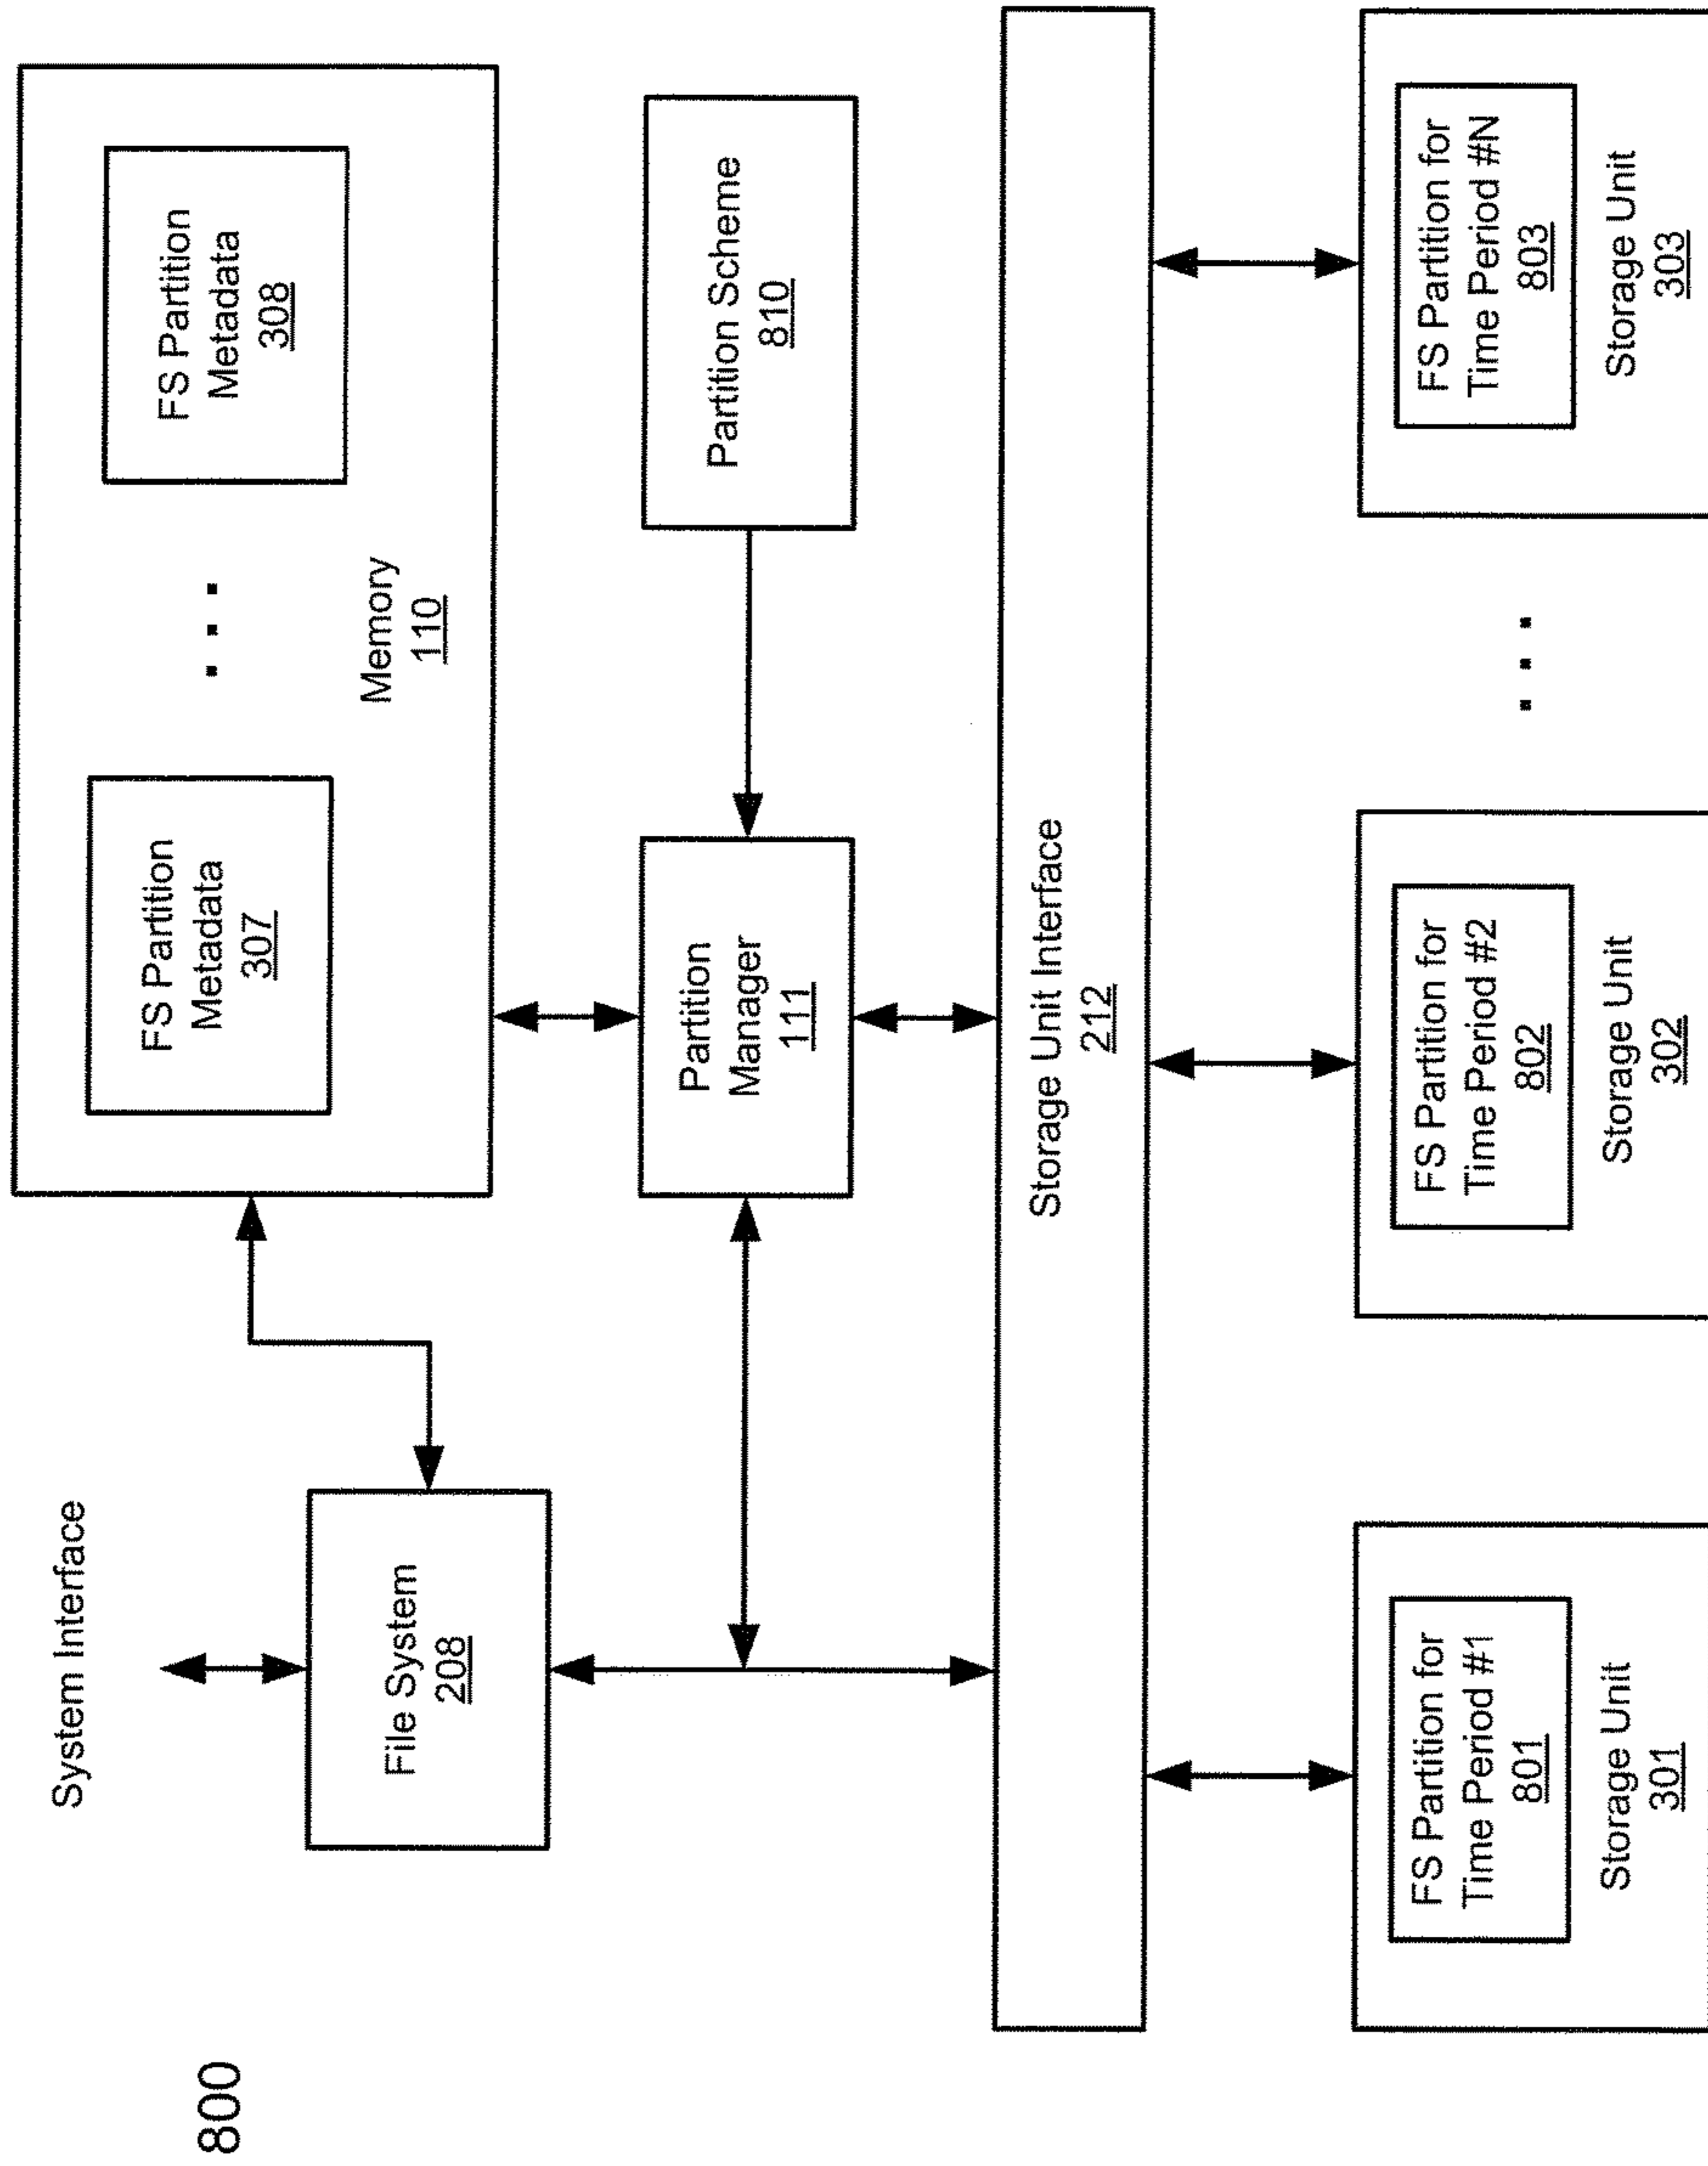 800
System Interface
File System
208
FS Partition
Metadata
307
. . .
FS Partition
Metadata
308
Memory
110
Partition
Manager
111
Partition Scheme
810
Storage Unit Interface
212
FS Partition for
Time Period #1
801
Storage Unit
301
FS Partition for
Time Period #2
802
Storage Unit
302
. . .
FS Partition for
Time Period #N
803
Storage Unit
303